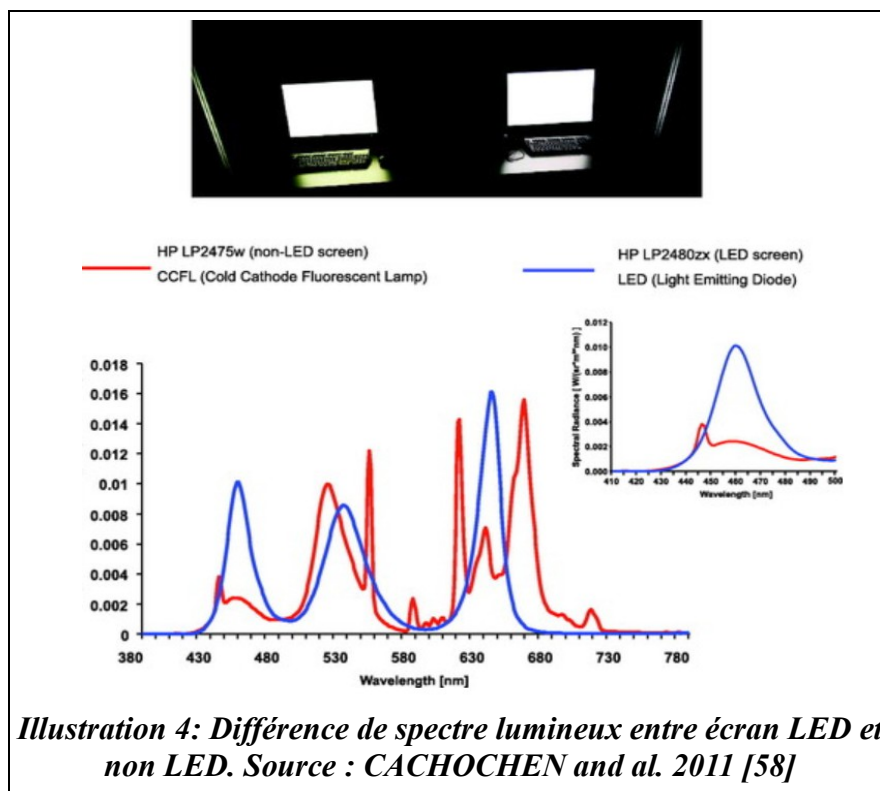 HP LP2475w (non-LED screen)
CCFL (Cold Cathode Fluorescent Lamp)
HP LP2480zx (LED screen)
LED (Light Emitting Diode)
0.018
0.016
0.014
0.012
0.01
0.008
0.006
0.004
0.002
0
380 430 480 530 580 630 680 730 780
Wavelength [nm]
Spectral Radiance [ W/(sr*m²*nm) ]
0.012
0.010
0.008
0.006
0.004
0.002
0.000
410 420 430 440 450 460 470 480 490 500
Wavelength [nm]
Illustration 4: Différence de spectre lumineux entre écran LED et
non LED. Source : CACHOCHEN and al. 2011 [58]